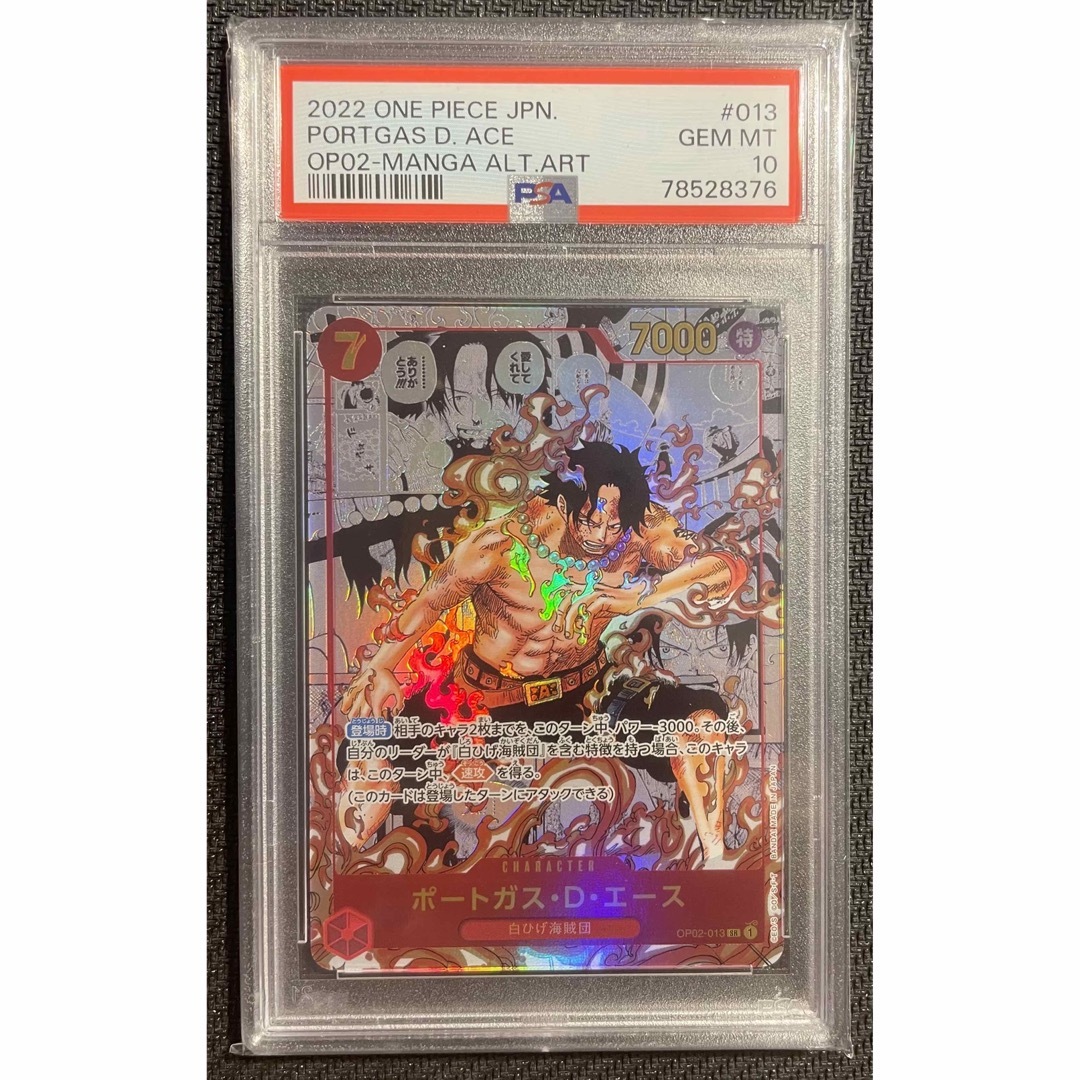 2022 ONE PIECE JPN. #013
PORTGAS D. ACE GEM MT
OP02-MANGA ALT.ART 10
PSA 78528376
7
7000 特
愛して
くれて
………
ありが
とう!!!
登場時 相手のキャラ2枚までを、このターン中、パワー-3000。その後、
自分のリーダーが『白ひげ海賊団』を含む特徴を持つ場合、このキャラ
は、このターン中、速攻 を得る。
(このカードは登場したターンにアタックできる)
CHARACTER
ポートガス・D・エース
白ひげ海賊団
OP02-013 SR 1
BANDAI MADE IN JAPAN
A